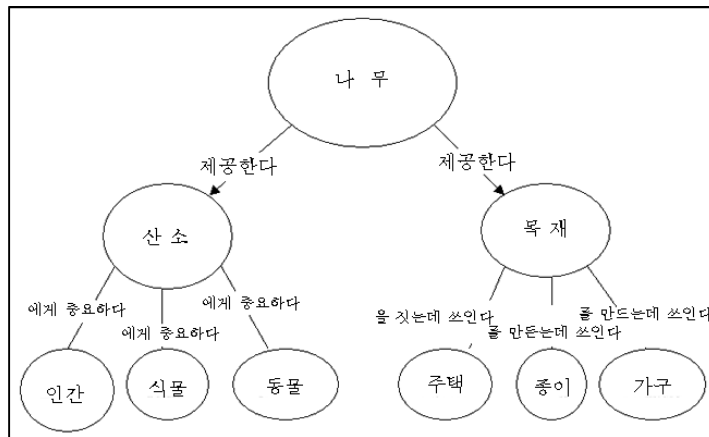 나 무
제공한다
제공한다
산 소
목 재
에게 중요하다
에게 중요하다
에게 중요하다
을 짓는데 쓰인다
를 만든는데 쓰인다
를 만드는데 쓰인다
인간
식물
동물
주택
종이
가구